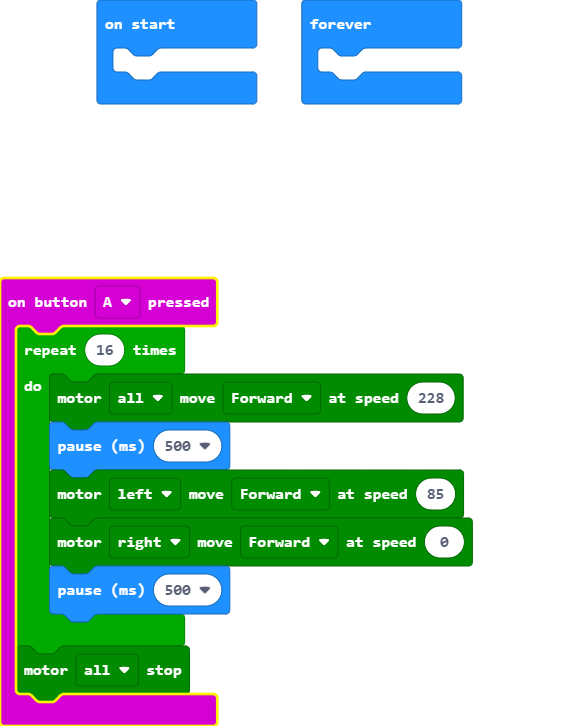 on start
forever
on button A pressed
repeat 16 times
do
motor all move Forward at speed 228
pause (ms) 500
motor left move Forward at speed 85
motor right move Forward at speed 0
pause (ms) 500
motor all stop